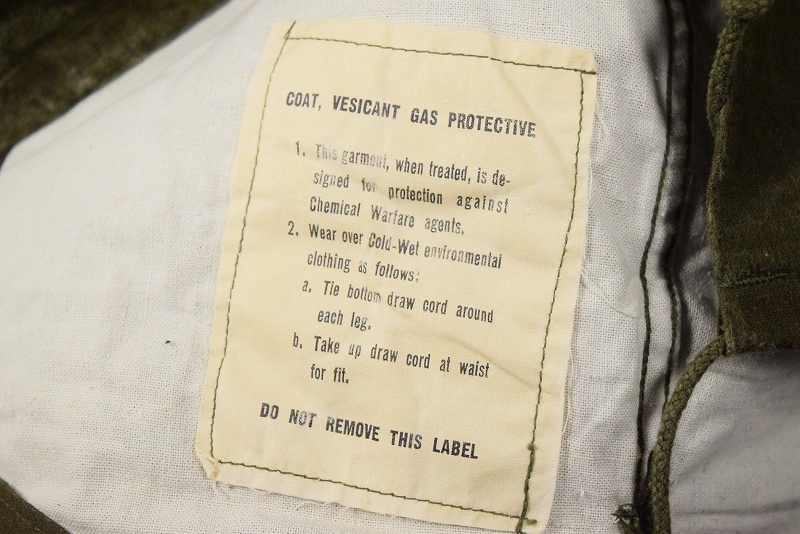 COAT, VESICANT GAS PROTECTIVE
1. This garment, when treated, is de-
signed for protection against
Chemical Warfare agents.
2. Wear over Cold-Wet environmental
clothing as follows:
a. Tie bottom draw cord around
each leg.
b. Take up draw cord at waist
for fit.
DO NOT REMOVE THIS LABEL